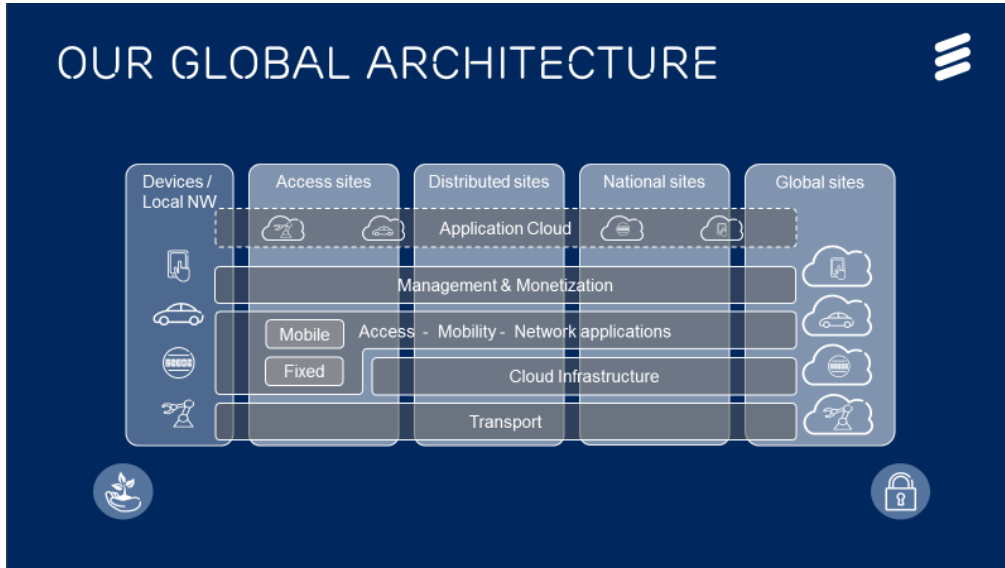 OUR GLOBAL ARCHITECTURE
Devices /
Local NW
Access sites
Distributed sites
National sites
Global sites
Application Cloud
Management & Monetization
Mobile
Access - Mobility - Network applications
Fixed
Cloud Infrastructure
Transport